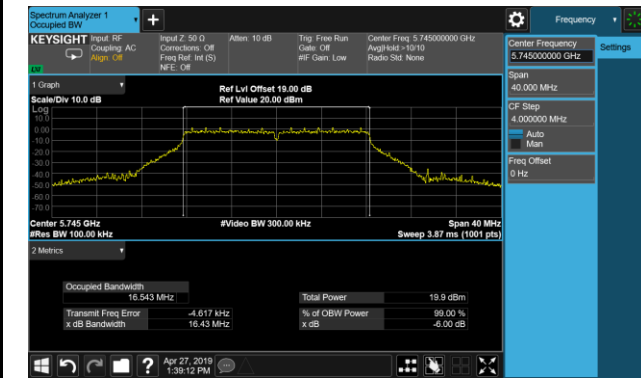 Spectrum Analyzer 1
Occupied BW
Frequency
KEYSIGHT
Input: RF
Coupling: AC
Align: Off
Input Z: 50 Ω
Corrections: Off
Freq Ref: Int (S)
NFE: Off
Atten: 10 dB
Trig: Free Run
Gate: Off
#IF Gain: Low
Center Freq: 5.745000000 GHz
Avg|Hold:>10/10
Radio Std: None
Center Frequency
5.745000000 GHz
Settings
Span
40.000 MHz
CF Step
4.000000 MHz
Auto
Man
Freq Offset
0 Hz
1 Graph
Scale/Div 10.0 dB
Ref Lvl Offset 19.00 dB
Ref Value 20.00 dBm
Log
10.0
0.00
-10.0
-20.0
-30.0
-40.0
-50.0
-60.0
-70.0
Center 5.745 GHz
#Video BW 300.00 kHz
Span 40 MHz
#Res BW 100.00 kHz
Sweep 3.87 ms (1001 pts)
2 Metrics
Occupied Bandwidth
16.543 MHz
Total Power
19.9 dBm
Transmit Freq Error
-4.617 kHz
% of OBW Power
99.00 %
x dB Bandwidth
16.43 MHz
x dB
-6.00 dB
Apr 27, 2019
1:39:12 PM